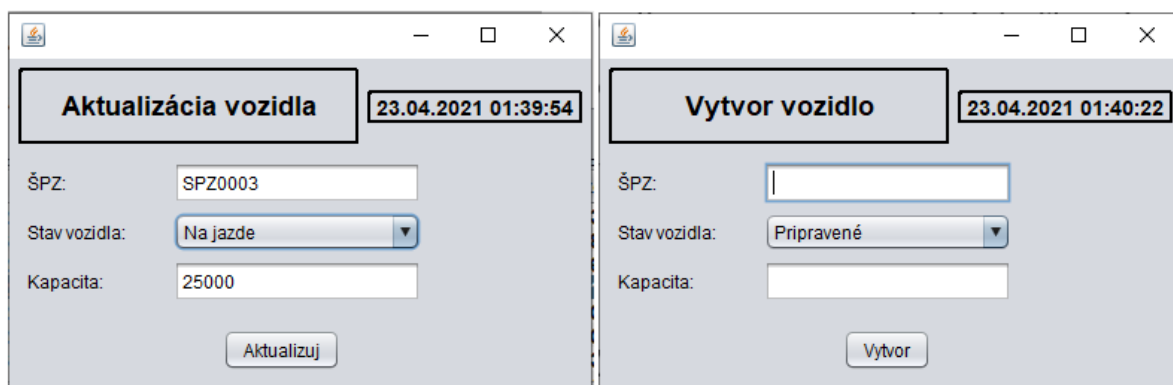 Aktualizácia vozidla
23.04.2021 01:39:54
ŠPZ:
SPZ0003
Stav vozidla:
Na jazde
Kapacita:
25000
Aktualizuj
Vytvor vozidlo
23.04.2021 01:40:22
ŠPZ:
Stav vozidla:
Pripravené
Kapacita:
Vytvor